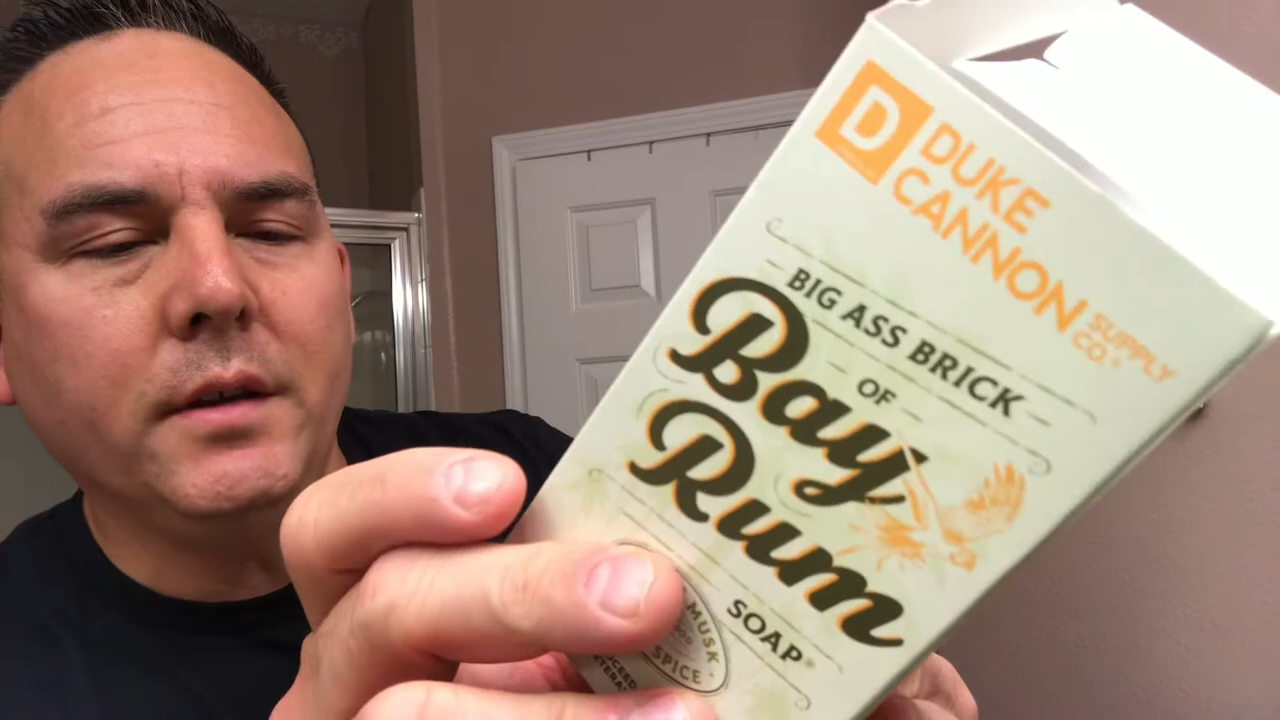 D
DUKE
CANNON
SUPPLY
CO.
BIG ASS BRICK
OF
Bay
Rum
SOAP
MUSK
SPICE